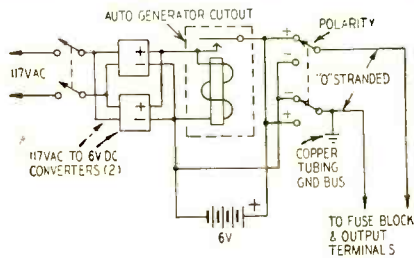 AUTO GENERATOR CUTOUT
POLARITY
+
-
-
+
117VAC
+
-
+
-
"O" STRANDED
117VAC TO 6V DC
CONVERTERS (2)
COPPER
TUBING
GND BUS
+
6V
TO FUSE BLOCK
& OUTPUT
TERMINALS